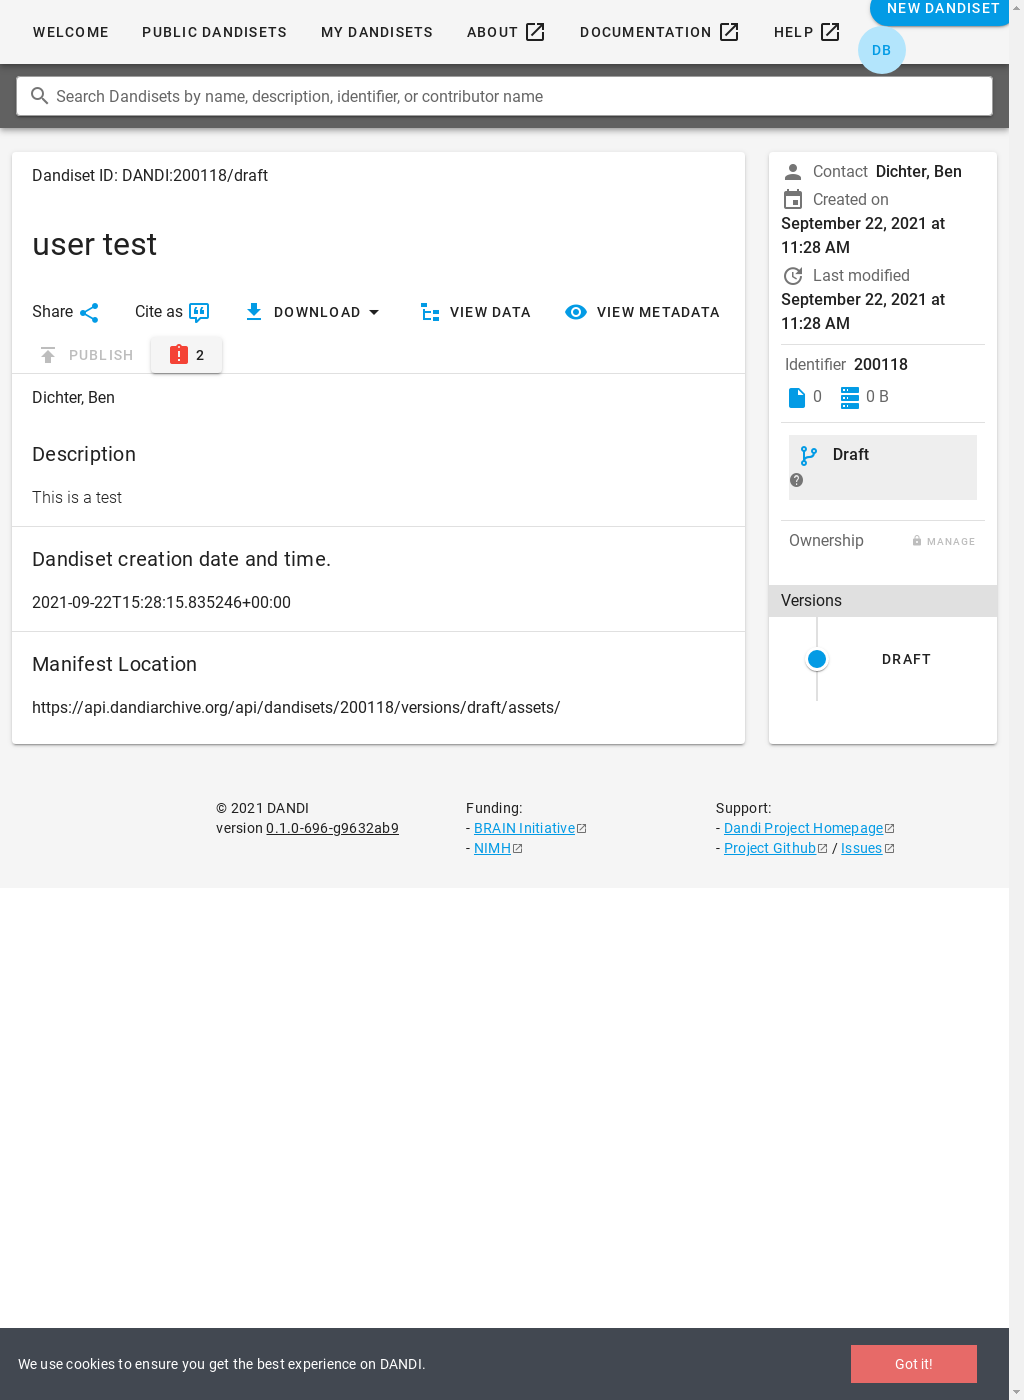 WELCOME
PUBLIC DANDISETS
MY DANDISETS
ABOUT
DOCUMENTATION
HELP
NEW DANDISET
DB
Search Dandisets by name, description, identifier, or contributor name
Dandiset ID: DANDI:200118/draft
user test
Share
Cite as
DOWNLOAD
VIEW DATA
VIEW METADATA
PUBLISH
2
Dichter, Ben
Description
This is a test
Dandiset creation date and time.
2021-09-22T15:28:15.835246+00:00
Manifest Location
https://api.dandiarchive.org/api/dandisets/200118/versions/draft/assets/
Contact Dichter, Ben
Created on
September 22, 2021 at
11:28 AM
Last modified
September 22, 2021 at
11:28 AM
Identifier 200118
0
0 B
Draft
Ownership
MANAGE
Versions
DRAFT
© 2021 DANDI
version 0.1.0-696-g9632ab9
Funding:
- BRAIN Initiative
- NIMH
Support:
- Dandi Project Homepage
- Project Github / Issues
We use cookies to ensure you get the best experience on DANDI.
Got it!